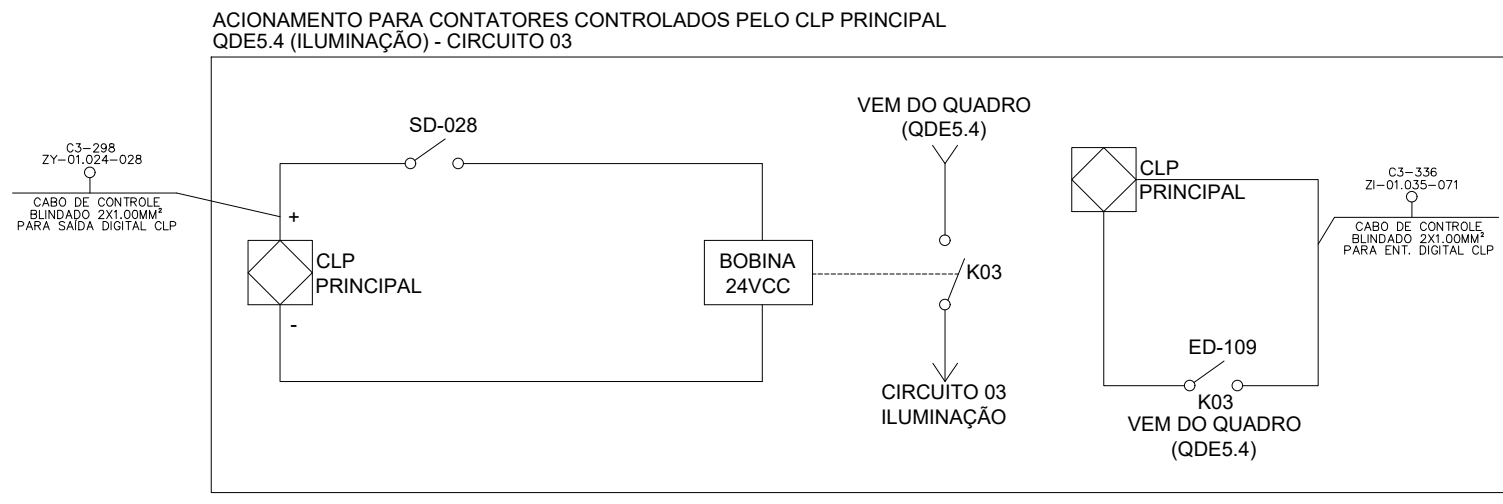 ACIONAMENTO PARA CONTATORES CONTROLADOS PELO CLP PRINCIPAL
QDE5.4 (ILUMINAÇÃO) - CIRCUITO 03
C3-298
ZY-01.024-028
CABO DE CONTROLE
BLINDADO 2X1.00MM²
PARA SAÍDA DIGITAL CLP
SD-028
+
CLP
PRINCIPAL
-
BOBINA
24VCC
VEM DO QUADRO
(QDE5.4)
K03
CIRCUITO 03
ILUMINAÇÃO
CLP
PRINCIPAL
ED-109
K03
VEM DO QUADRO
(QDE5.4)
C3-336
ZI-01.035-071
CABO DE CONTROLE
BLINDADO 2X1.00MM²
PARA ENT. DIGITAL CLP